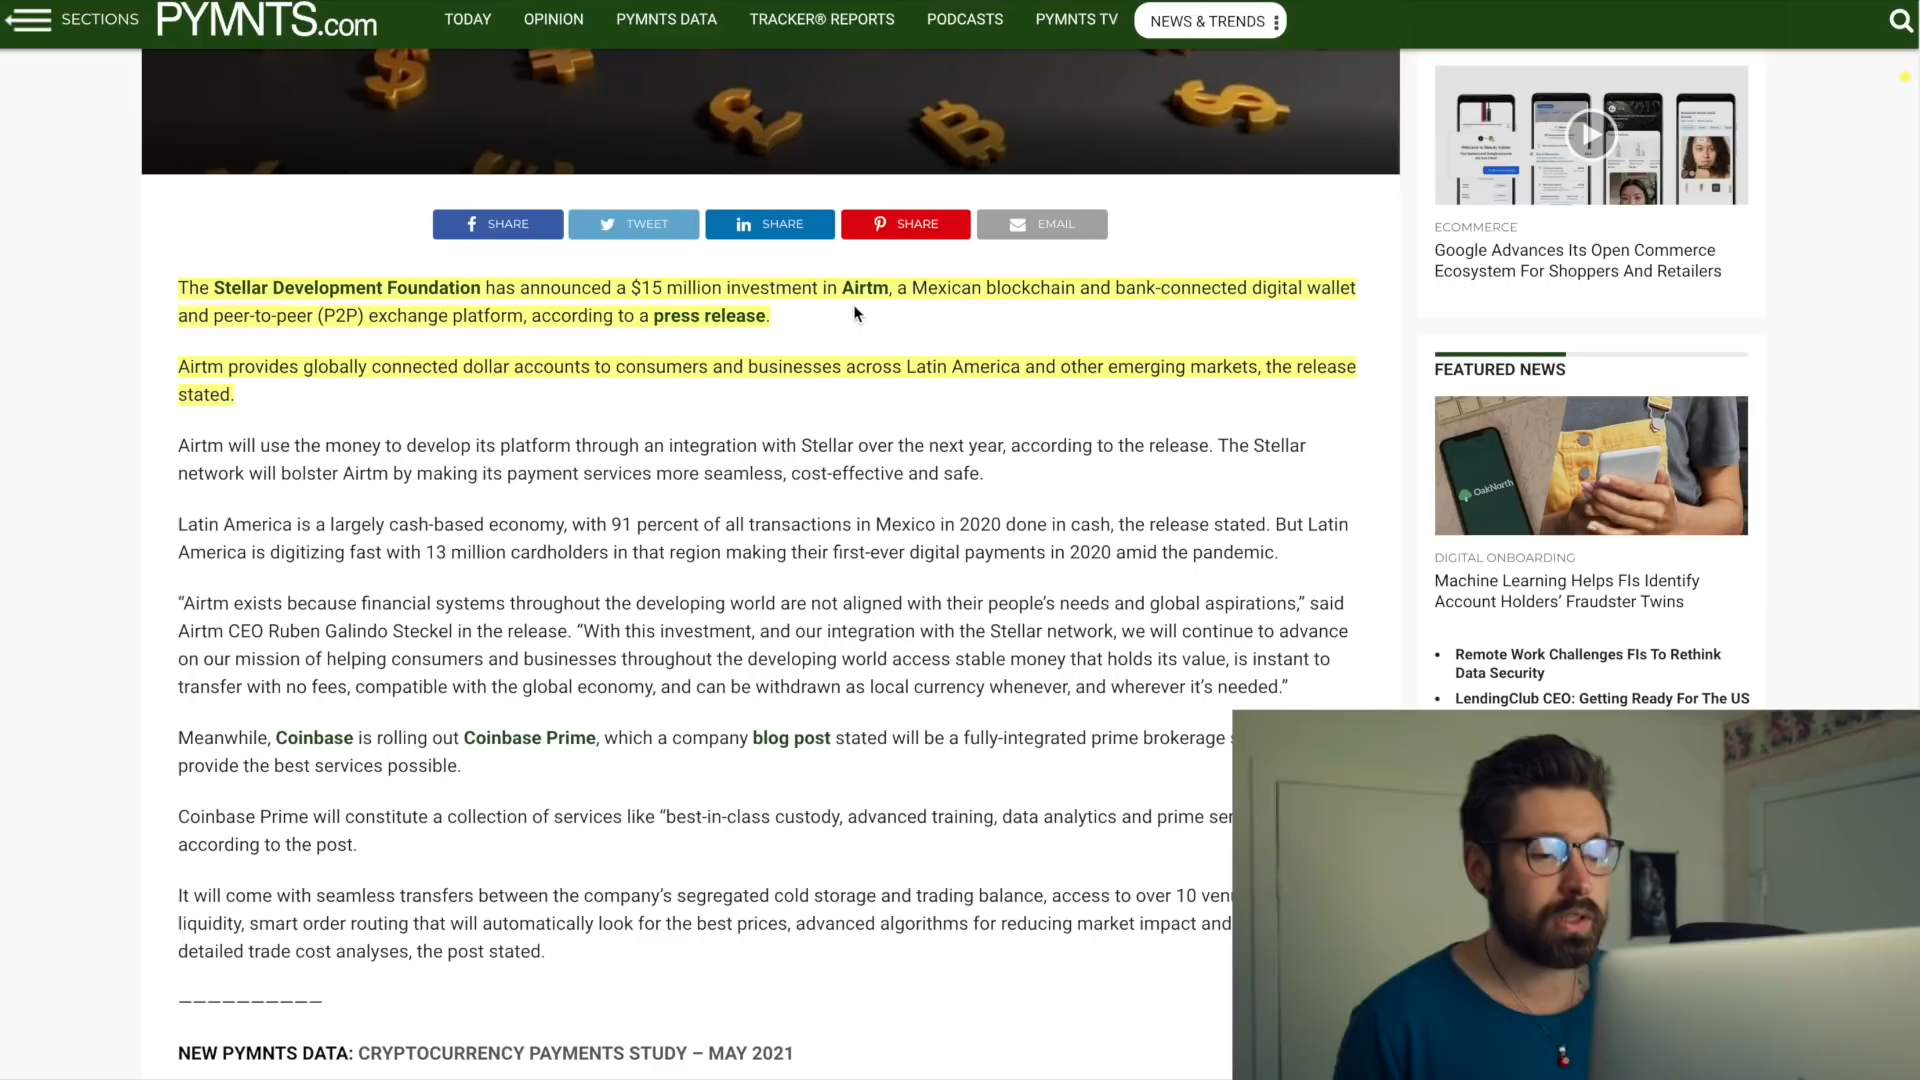 SECTIONS
PYMNTS.com
TODAY
OPINION
PYMNTS DATA
TRACKER® REPORTS
PODCASTS
PYMNTS TV
NEWS & TRENDS
SHARE
TWEET
SHARE
SHARE
EMAIL
The Stellar Development Foundation has announced a $15 million investment in Airtm, a Mexican blockchain and bank-connected digital wallet
and peer-to-peer (P2P) exchange platform, according to a press release.
Airtm provides globally connected dollar accounts to consumers and businesses across Latin America and other emerging markets, the release
stated.
Airtm will use the money to develop its platform through an integration with Stellar over the next year, according to the release. The Stellar
network will bolster Airtm by making its payment services more seamless, cost-effective and safe.
Latin America is a largely cash-based economy, with 91 percent of all transactions in Mexico in 2020 done in cash, the release stated. But Latin
America is digitizing fast with 13 million cardholders in that region making their first-ever digital payments in 2020 amid the pandemic.
“Airtm exists because financial systems throughout the developing world are not aligned with their people’s needs and global aspirations,” said
Airtm CEO Ruben Galindo Steckel in the release. “With this investment, and our integration with the Stellar network, we will continue to advance
on our mission of helping consumers and businesses throughout the developing world access stable money that holds its value, is instant to
transfer with no fees, compatible with the global economy, and can be withdrawn as local currency whenever, and wherever it’s needed.”
Meanwhile, Coinbase is rolling out Coinbase Prime, which a company blog post stated will be a fully-integrated prime brokerage
provide the best services possible.
Coinbase Prime will constitute a collection of services like “best-in-class custody, advanced training, data analytics and prime ser
according to the post.
It will come with seamless transfers between the company’s segregated cold storage and trading balance, access to over 10 ven
liquidity, smart order routing that will automatically look for the best prices, advanced algorithms for reducing market impact and
detailed trade cost analyses, the post stated.
——————————
NEW PYMNTS DATA: CRYPTOCURRENCY PAYMENTS STUDY – MAY 2021
ECOMMERCE
Google Advances Its Open Commerce
Ecosystem For Shoppers And Retailers
FEATURED NEWS
OakNorth
DIGITAL ONBOARDING
Machine Learning Helps FIs Identify
Account Holders’ Fraudster Twins
• Remote Work Challenges FIs To Rethink
Data Security
• LendingClub CEO: Getting Ready For The US